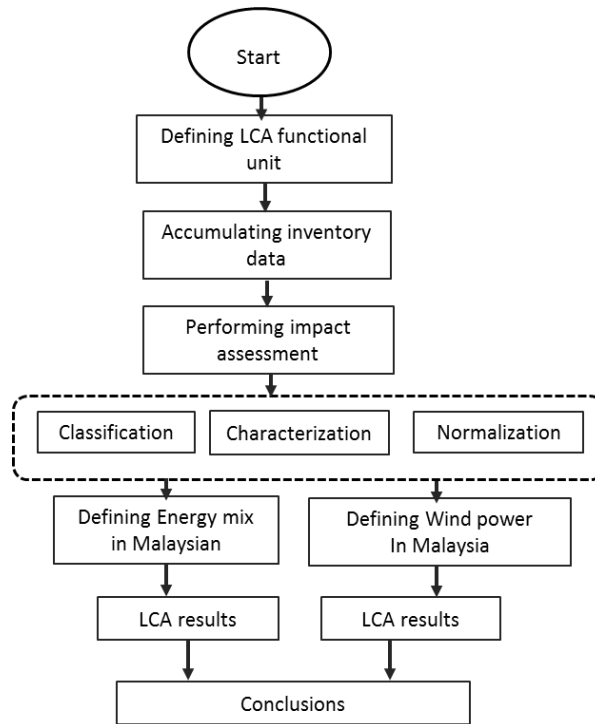 Start
Defining LCA functional
unit
Accumulating inventory
data
Performing impact
assessment
Classification
Characterization
Normalization
Defining Energy mix
in Malaysian
Defining Wind power
In Malaysia
LCA results
LCA results
Conclusions